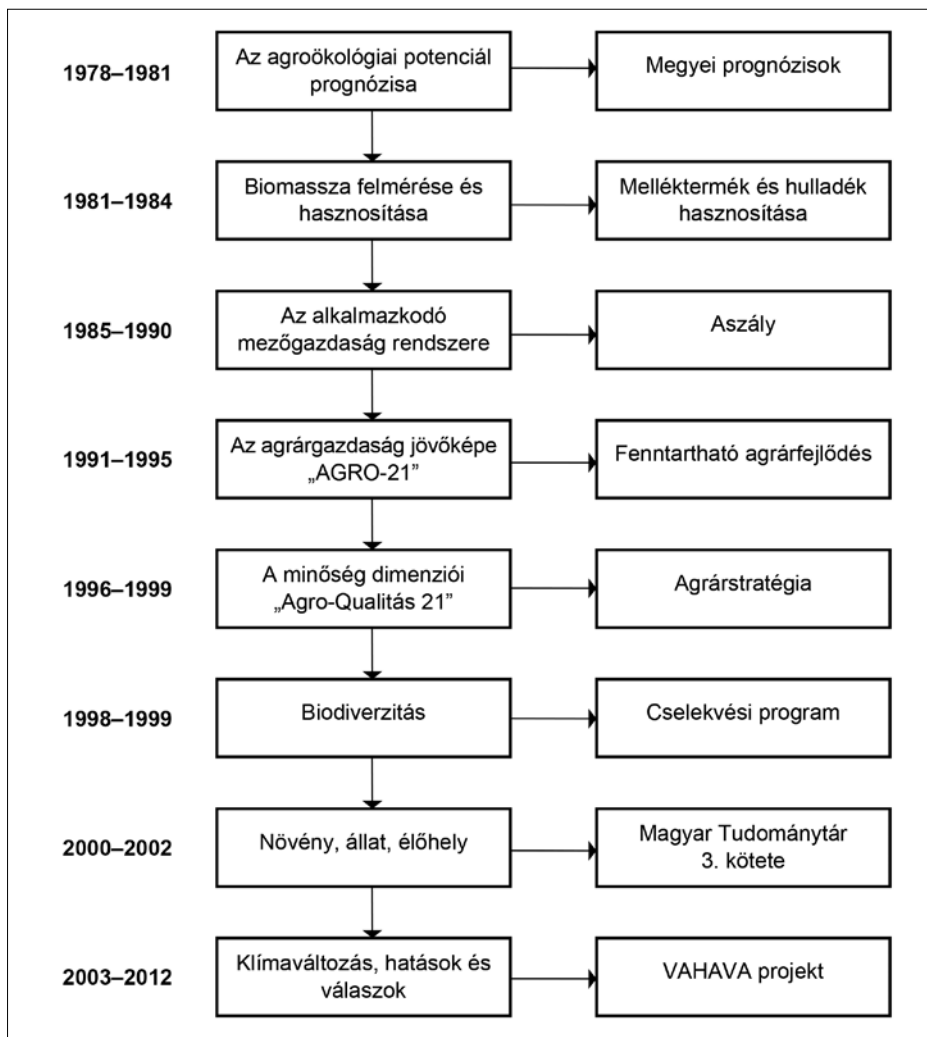 1978–1981
Az agroökológiai potenciál
prognózisa
Megyei prognózisok
1981–1984
Biomassza felmérése és
hasznosítása
Melléktermék és hulladék
hasznosítása
1985–1990
Az alkalmazkodó
mezőgazdaság rendszere
Aszály
1991–1995
Az agrárgazdaság jövőképe
„AGRO-21”
Fenntartható agrárfejlődés
1996–1999
A minőség dimenziói
„Agro-Qualitás 21”
Agrárstratégia
1998–1999
Biodiverzitás
Cselekvési program
2000–2002
Növény, állat, élőhely
Magyar Tudománytár
3. kötete
2003–2012
Klímaváltozás, hatások és
válaszok
VAHAVA projekt